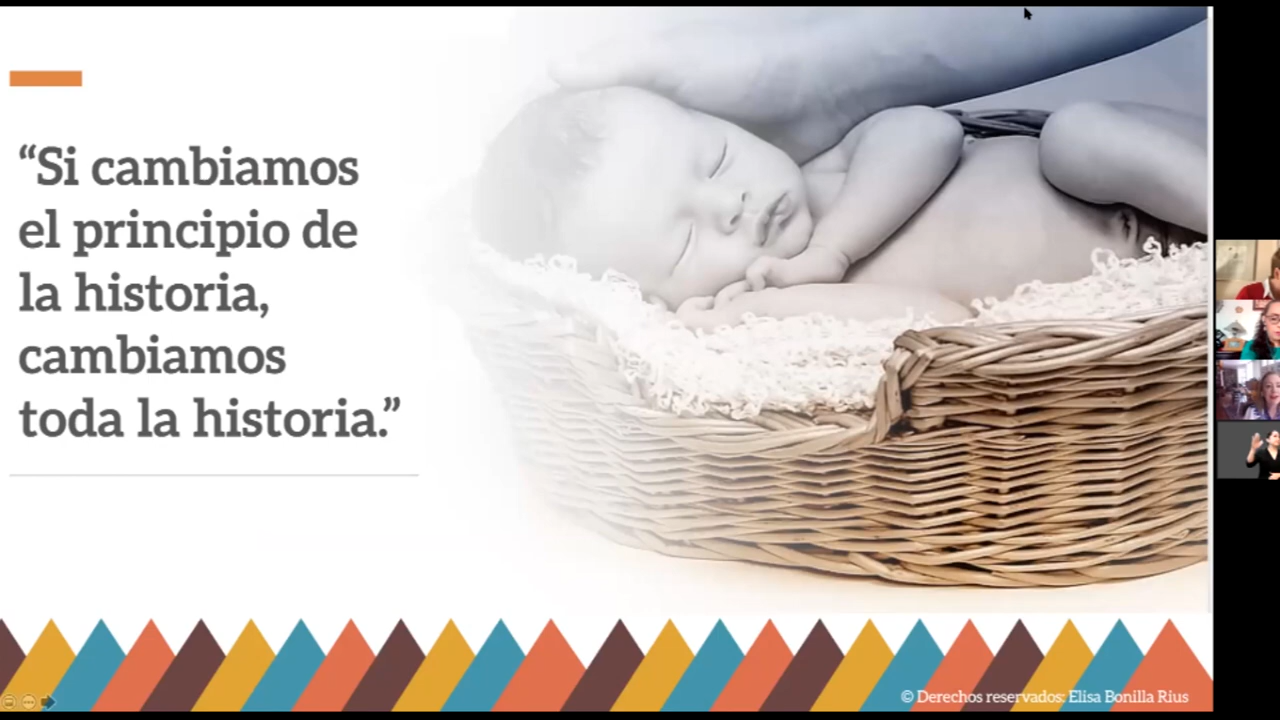 “Si cambiamos
el principio de
la historia,
cambiamos
toda la historia.”
© Derechos reservados: Elisa Bonilla Rius